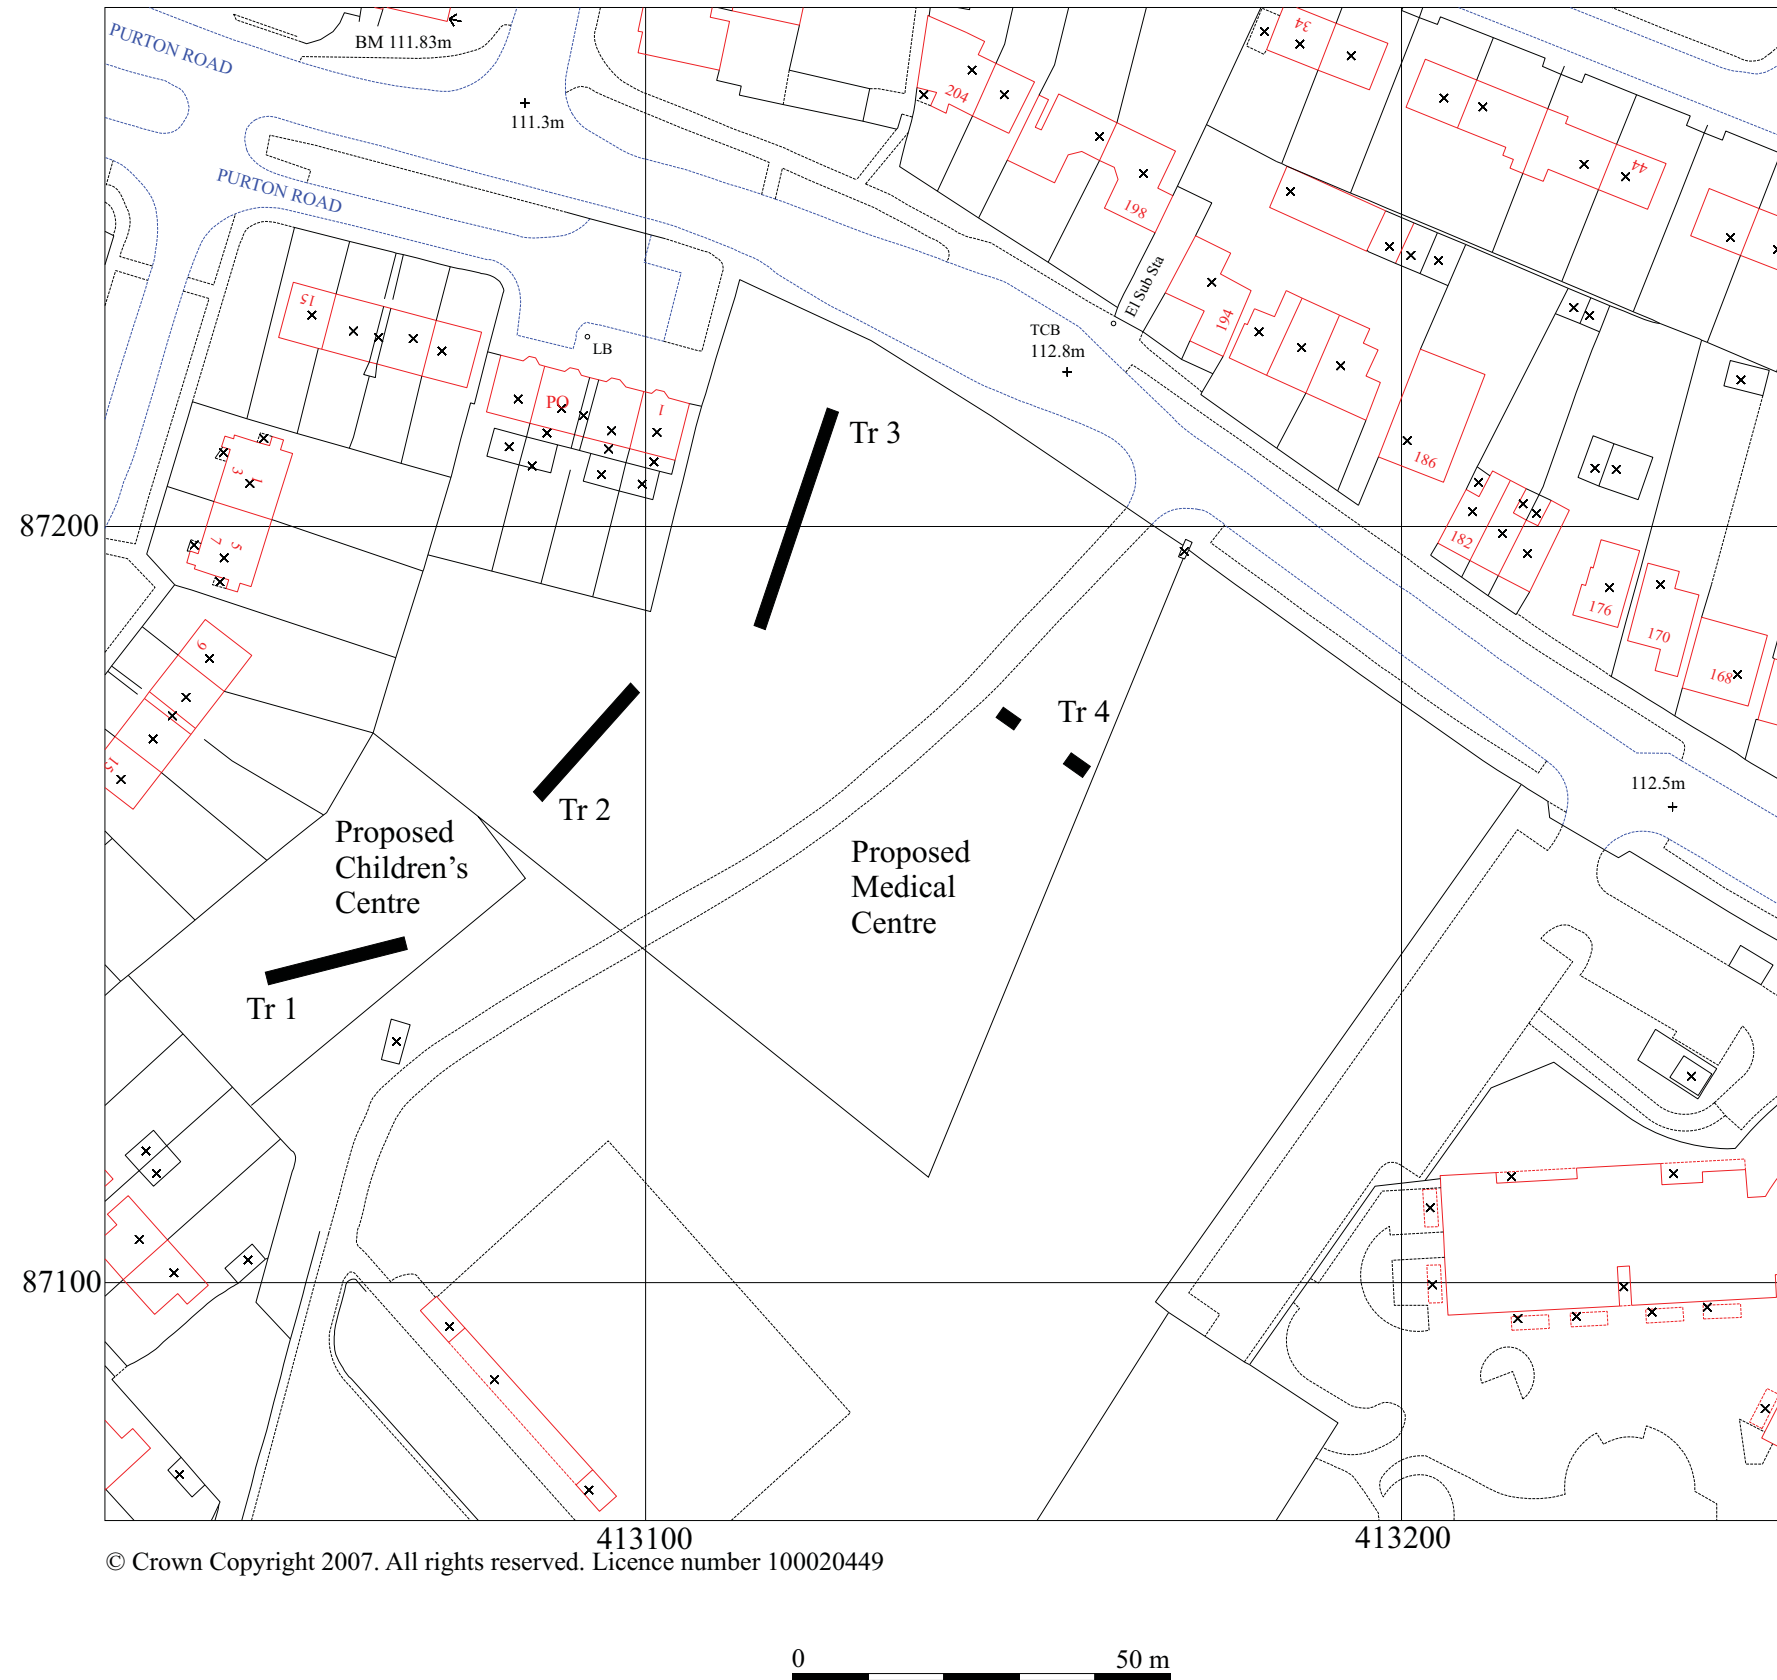 BM 111.83m
PURTON ROAD
111.3m
PURTON ROAD
204
198
34
44
El Sub Sta
194
TCB
112.8m
LB
15
PO
1
Tr 3
186
1
3
5
7
87200
182
176
170
168
9
15
Tr 4
Tr 2
112.5m
Proposed
Children's
Centre
Proposed
Medical
Centre
Tr 1
87100
413100
413200
© Crown Copyright 2007. All rights reserved. Licence number 100020449
0
50 m